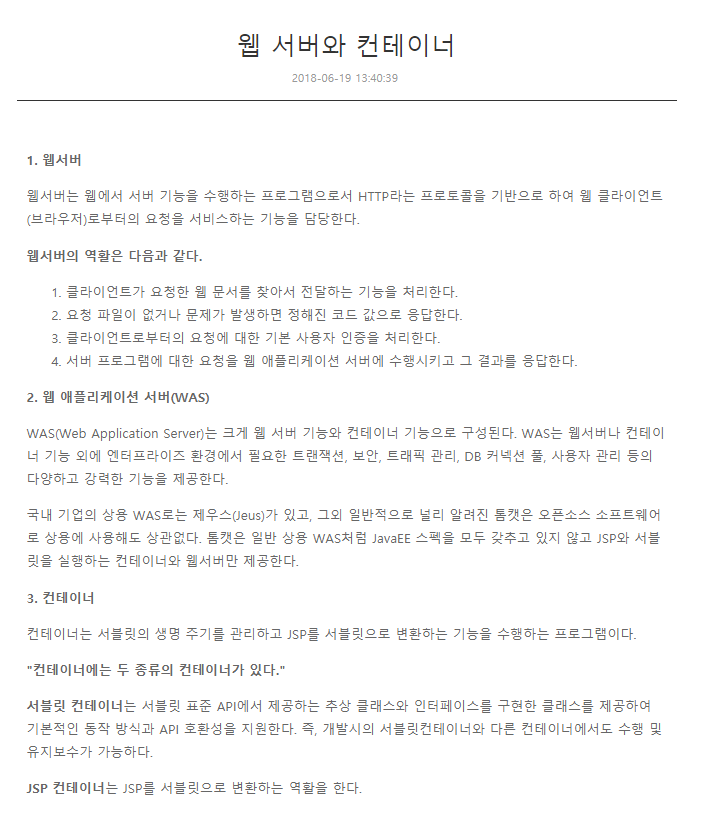 웹 서버와 컨테이너
2018-06-19 13:40:39
1. 웹서버
웹서버는 웹에서 서버 기능을 수행하는 프로그램으로서 HTTP라는 프로토콜을 기반으로 하여 웹 클라이언트
(브라우저)로부터의 요청을 서비스하는 기능을 담당한다.
웹서버의 역활은 다음과 같다.
1. 클라이언트가 요청한 웹 문서를 찾아서 전달하는 기능을 처리한다.
2. 요청 파일이 없거나 문제가 발생하면 정해진 코드 값으로 응답한다.
3. 클라이언트로부터의 요청에 대한 기본 사용자 인증을 처리한다.
4. 서버 프로그램에 대한 요청을 웹 애플리케이션 서버에 수행시키고 그 결과를 응답한다.
2. 웹 애플리케이션 서버(WAS)
WAS(Web Application Server)는 크게 웹 서버 기능와 컨테이너 기능으로 구성된다. WAS는 웹서버나 컨테이
너 기능 외에 엔터프라이즈 환경에서 필요한 트랜잭션, 보안, 트래픽 관리, DB 커넥션 풀, 사용자 관리 등의
다양하고 강력한 기능을 제공한다.
국내 기업의 상용 WAS로는 제우스(Jeus)가 있고, 그외 일반적으로 널리 알려진 톰캣은 오픈소스 소프트웨어
로 상용에 사용해도 상관없다. 톰캣은 일반 상용 WAS처럼 JavaEE 스펙을 모두 갖추고 있지 않고 JSP와 서블
릿을 실행하는 컨테이너와 웹서버만 제공한다.
3. 컨테이너
컨테이너는 서블릿의 생명 주기를 관리하고 JSP를 서블릿으로 변환하는 기능을 수행하는 프로그램이다.
"컨테이너에는 두 종류의 컨테이너가 있다."
서블릿 컨테이너는 서블릿 표준 API에서 제공하는 추상 클래스와 인터페이스를 구현한 클래스를 제공하여
기본적인 동작 방식과 API 호환성을 지원한다. 즉, 개발시의 서블릿컨테이너와 다른 컨테이너에서도 수행 및
유지보수가 가능하다.
JSP 컨테이너는 JSP를 서블릿으로 변환하는 역활을 한다.